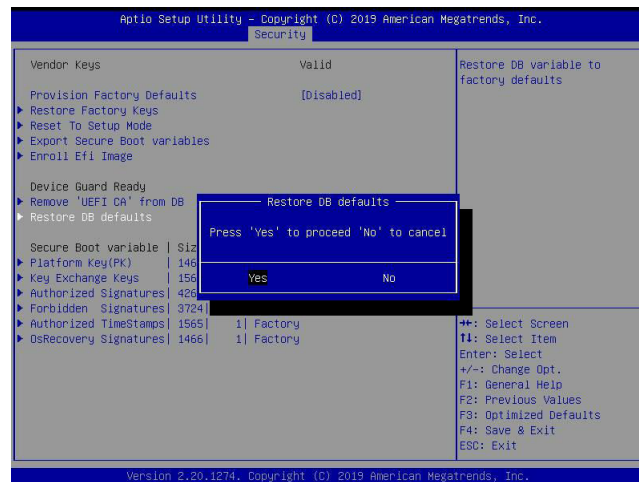 Aptio Setup Utility – Copyright (C) 2019 American Megatrends, Inc.
Security
Vendor Keys Valid
Provision Factory Defaults [Disabled]
Restore Factory Keys
Reset To Setup Mode
Export Secure Boot variables
Enroll Efi Image
Device Guard Ready
Remove 'UEFI CA' from DB
Restore DB defaults
Secure Boot variable | Siz
Platform Key(PK) | 146
Key Exchange Keys | 156
Authorized Signatures| 426
Forbidden Signatures| 3724|
Authorized TimeStamps| 1565| 1| Factory
OsRecovery Signatures| 1466| 1| Factory
Restore DB defaults
Press 'Yes' to proceed 'No' to cancel
Yes No
Restore DB variable to
factory defaults
→←: Select Screen
↑↓: Select Item
Enter: Select
+/-: Change Opt.
F1: General Help
F2: Previous Values
F3: Optimized Defaults
F4: Save & Exit
ESC: Exit
Version 2.20.1274. Copyright (C) 2019 American Megatrends, Inc.